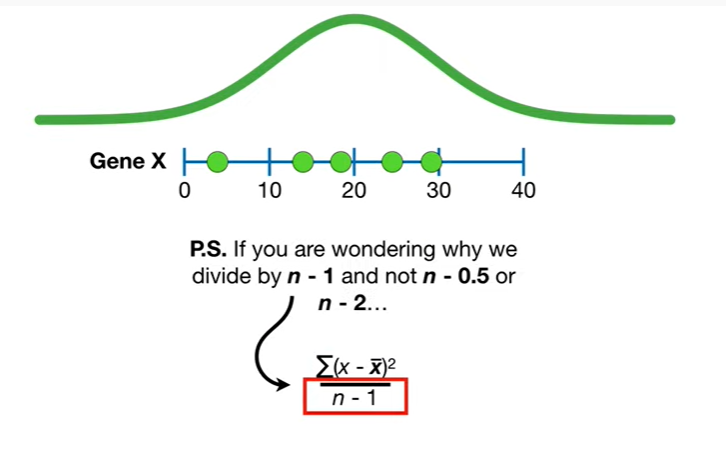 Gene X
0 10 20 30 40
P.S. If you are wondering why we
divide by n - 1 and not n - 0.5 or
n - 2...
∑(x - x̄)²
n - 1